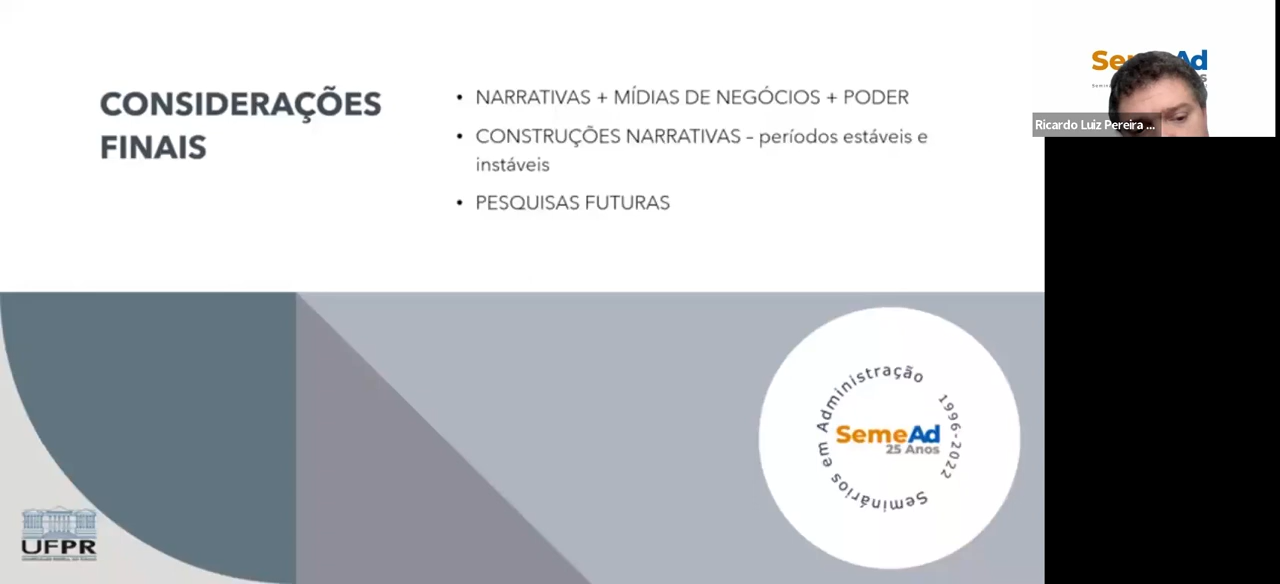 CONSIDERAÇÕES
FINAIS
• NARRATIVAS + MÍDIAS DE NEGÓCIOS + PODER
• CONSTRUÇÕES NARRATIVAS – períodos estáveis e
instáveis
• PESQUISAS FUTURAS
Ad
Ricardo Luiz Pereira ...
Seminários em Administração 1996-2022
SemeAd
25 Anos
UFPR